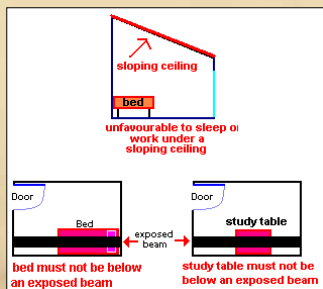 sloping ceiling
bed
unfavourable to sleep or
work under a
sloping ceiling
Door
Bed
exposed
beam
Door
study table
bed must not be below
an exposed beam
study table must not be
below an exposed beam